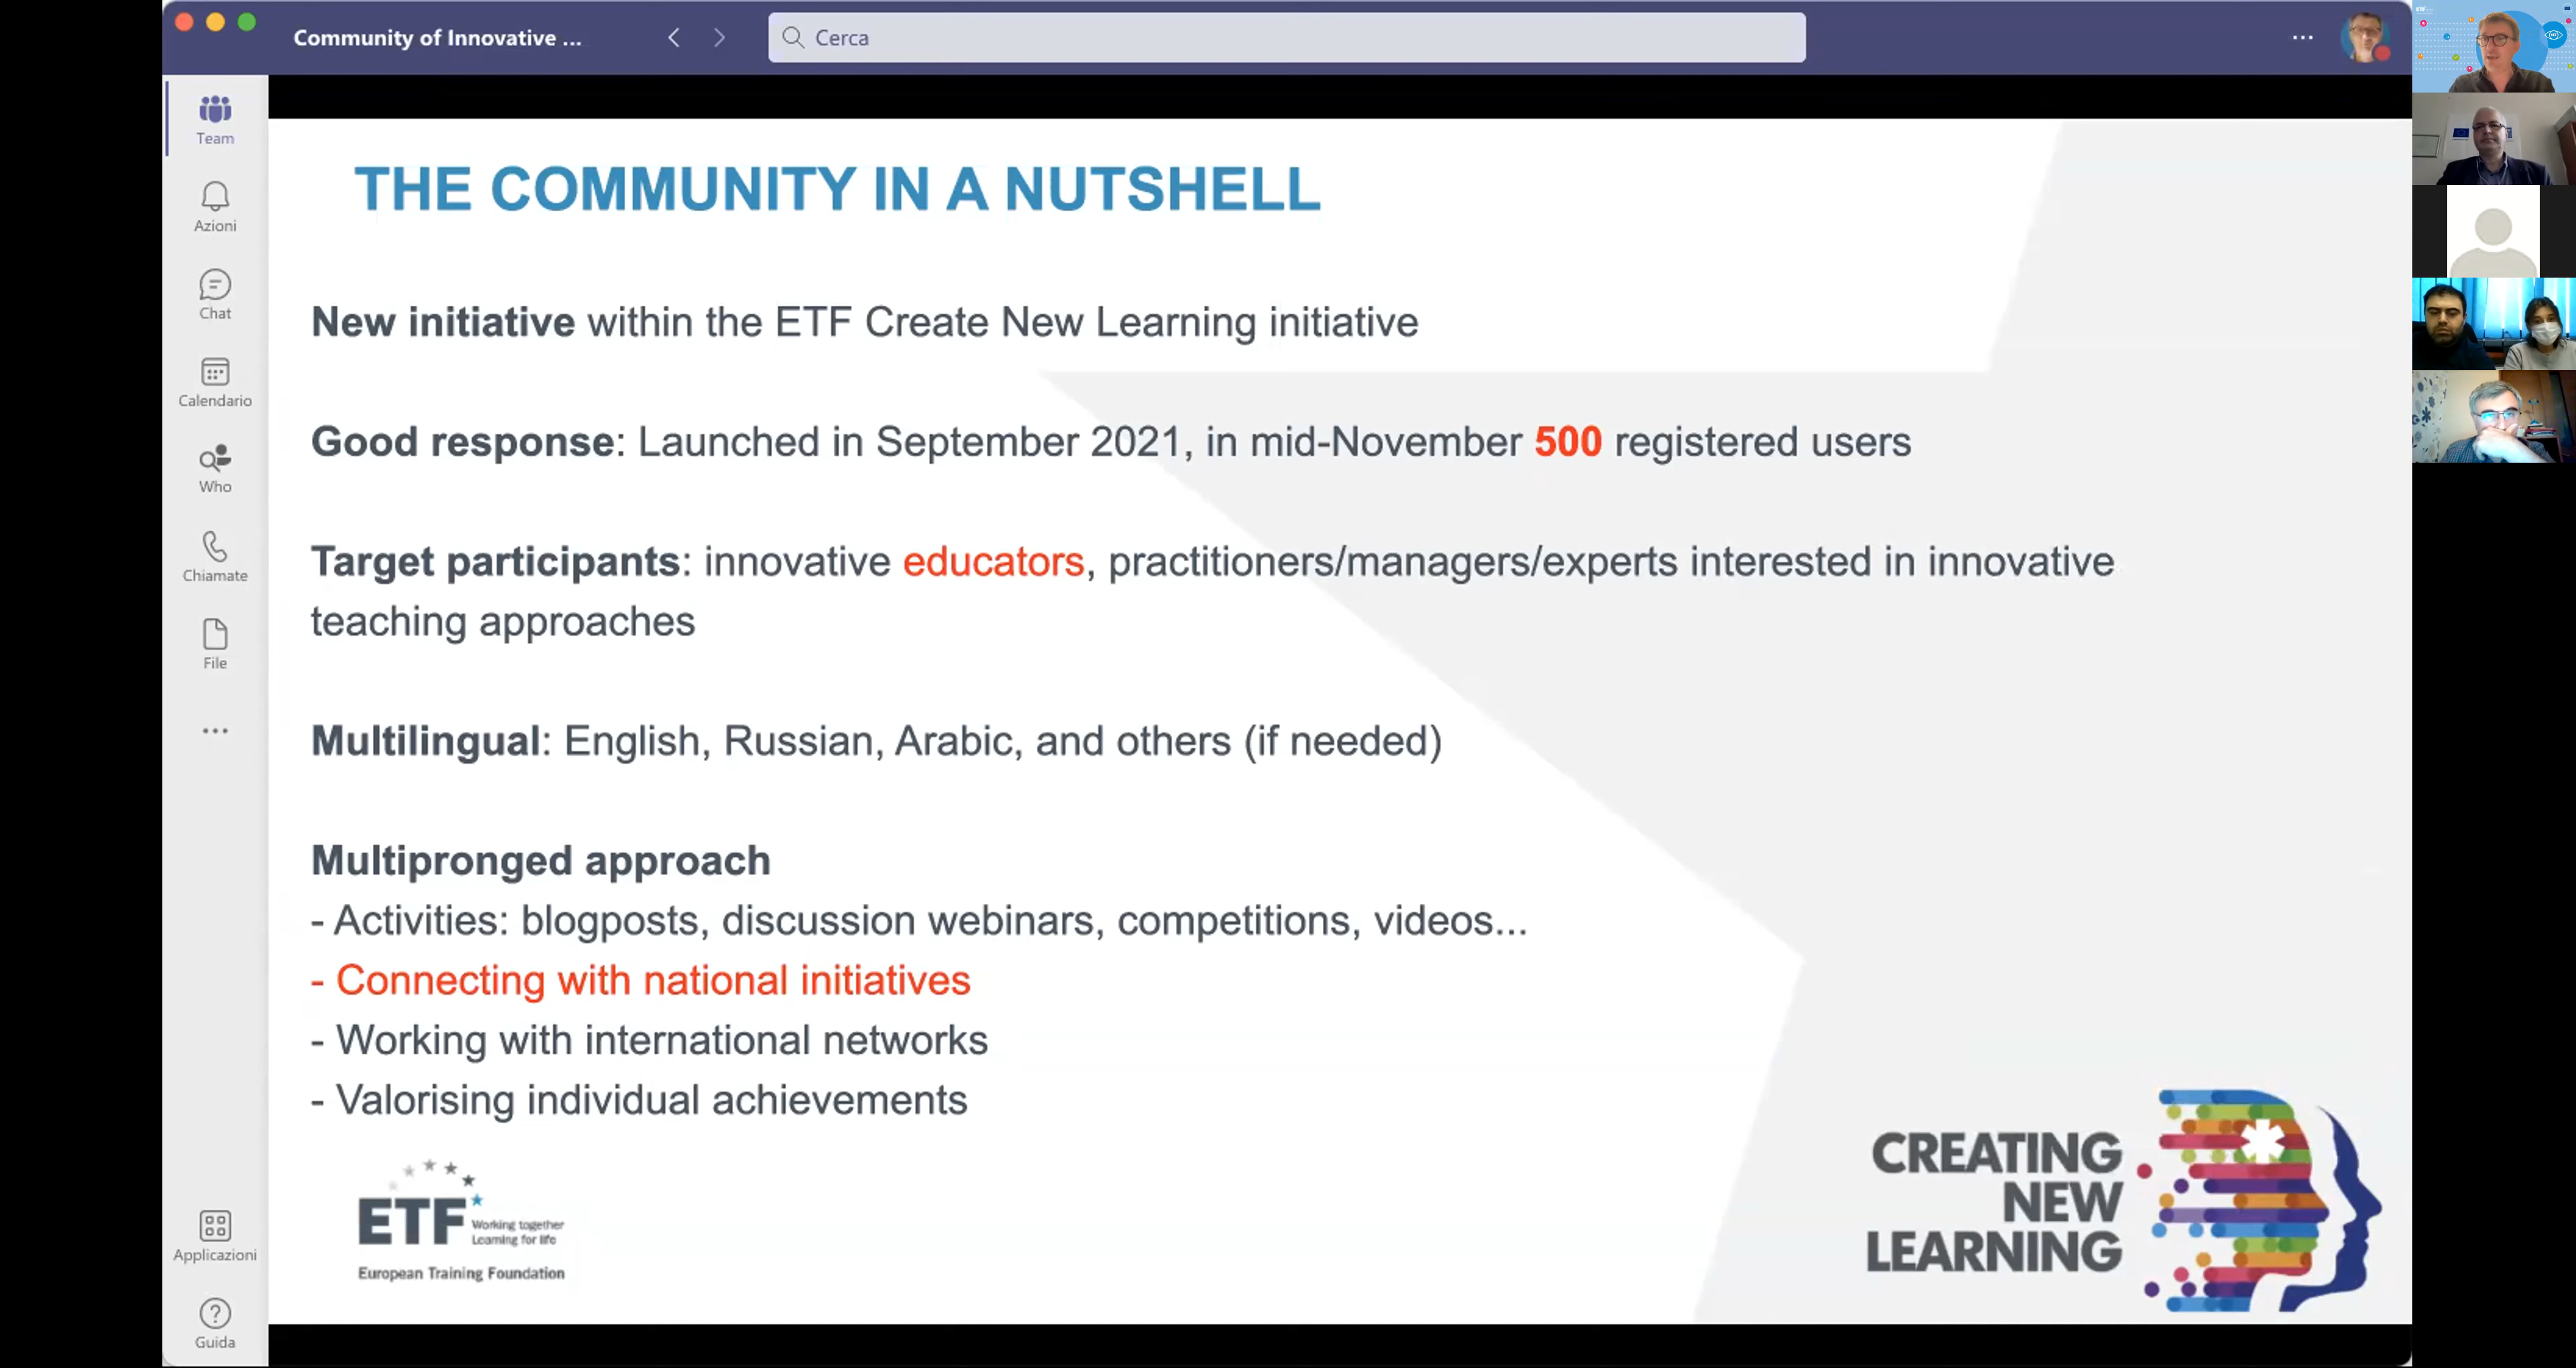 Community of Innovative ...
Cerca
Team
Azioni
Chat
Calendario
Who
Chiamate
File
Applicazioni
Guida
THE COMMUNITY IN A NUTSHELL
New initiative within the ETF Create New Learning initiative
Good response: Launched in September 2021, in mid-November 500 registered users
Target participants: innovative educators, practitioners/managers/experts interested in innovative
teaching approaches
Multilingual: English, Russian, Arabic, and others (if needed)
Multipronged approach
- Activities: blogposts, discussion webinars, competitions, videos...
- Connecting with national initiatives
- Working with international networks
- Valorising individual achievements
ETF
Working together
Learning for life
European Training Foundation
CREATING
NEW
LEARNING